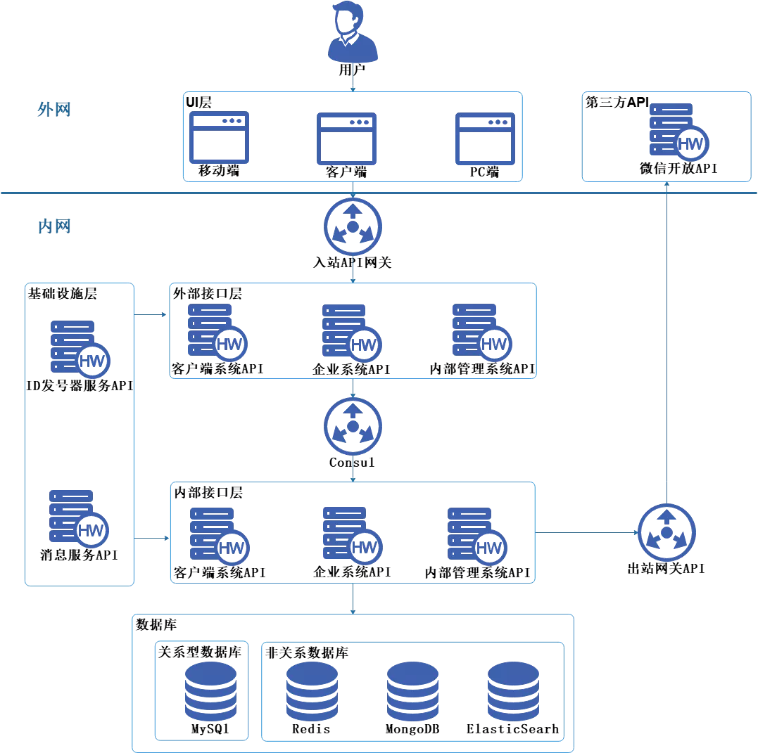 用户
外网
UI层
移动端
客户端
PC端
第三方API
HW
微信开放API
内网
入站API网关
基础设施层
HW
ID发号器服务API
HW
消息服务API
外部接口层
HW
客户端系统API
HW
企业系统API
HW
内部管理系统API
Consul
内部接口层
HW
客户端系统API
HW
企业系统API
HW
内部管理系统API
出站网关API
数据库
关系型数据库
MySQl
非关系数据库
Redis
MongoDB
ElasticSearh